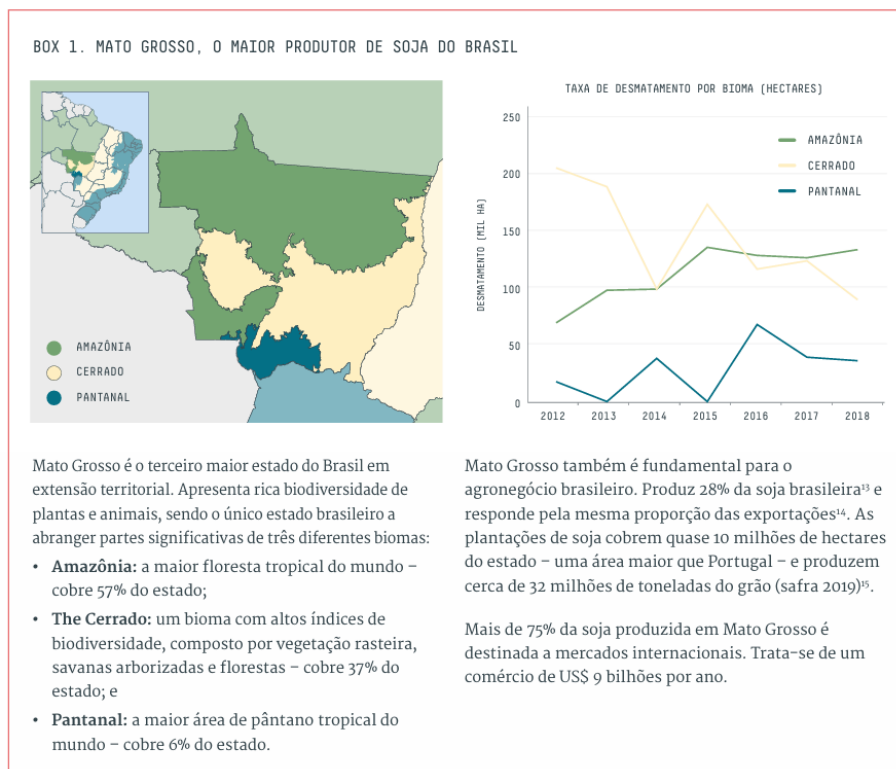 BOX 1. MATO GROSSO, O MAIOR PRODUTOR DE SOJA DO BRASIL
AMAZÔNIA
CERRADO
PANTANAL
TAXA DE DESMATAMENTO POR BIOMA (HECTARES)
DESMATAMENTO (MIL HA)
250
200
150
100
50
0
2012 2013 2014 2015 2016 2017 2018
AMAZÔNIA
CERRADO
PANTANAL
Mato Grosso é o terceiro maior estado do Brasil em
extensão territorial. Apresenta rica biodiversidade de
plantas e animais, sendo o único estado brasileiro a
abranger partes significativas de três diferentes biomas:
• Amazônia: a maior floresta tropical do mundo –
cobre 57% do estado;
• The Cerrado: um bioma com altos índices de
biodiversidade, composto por vegetação rasteira,
savanas arborizadas e florestas – cobre 37% do
estado; e
• Pantanal: a maior área de pântano tropical do
mundo – cobre 6% do estado.
Mato Grosso também é fundamental para o
agronegócio brasileiro. Produz 28% da soja brasileira¹³ e
responde pela mesma proporção das exportações¹⁴. As
plantações de soja cobrem quase 10 milhões de hectares
do estado – uma área maior que Portugal – e produzem
cerca de 32 milhões de toneladas do grão (safra 2019)¹⁵.
Mais de 75% da soja produzida em Mato Grosso é
destinada a mercados internacionais. Trata-se de um
comércio de US$ 9 bilhões por ano.